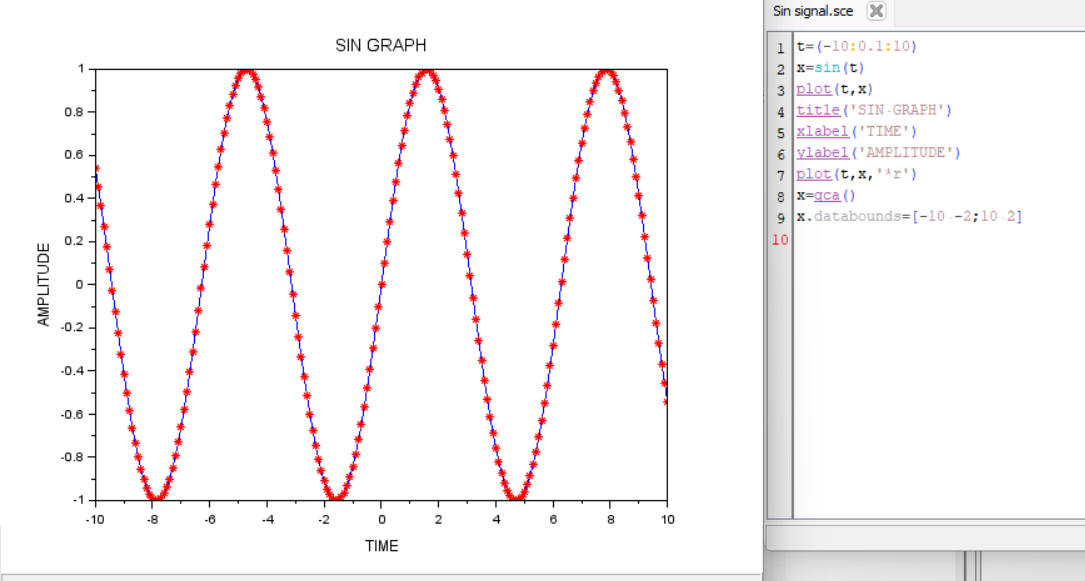 SIN GRAPH
1
0.8
0.6
0.4
0.2
0
-0.2
-0.4
-0.6
-0.8
-1
AMPLITUDE
-10 -8 -6 -4 -2 0 2 4 6 8 10
TIME
Sin signal.sce
1 t=(-10:0.1:10)
2 x=sin(t)
3 plot(t,x)
4 title('SIN·GRAPH')
5 xlabel('TIME')
6 ylabel('AMPLITUDE')
7 plot(t,x,'*r')
8 x=gca()
9 x.databounds=[-10·-2;10·2]
10